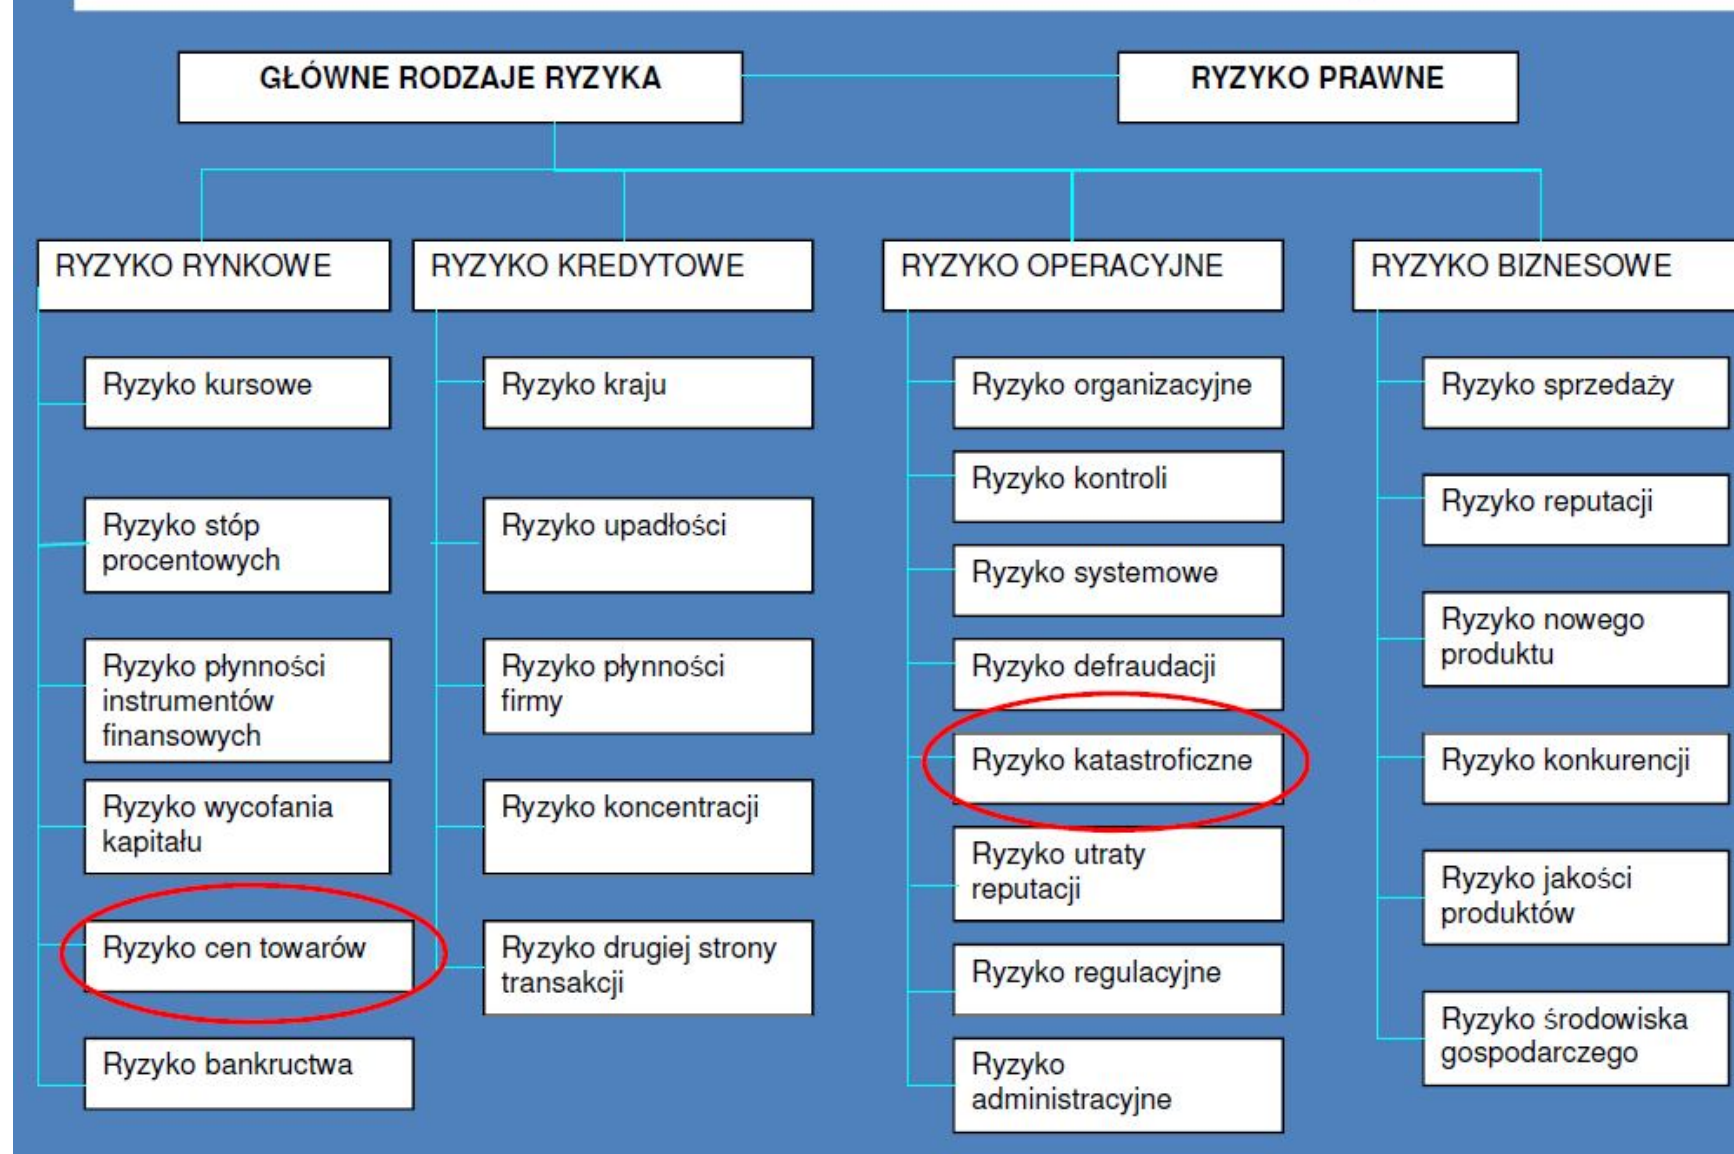 GŁÓWNE RODZAJE RYZYKA
RYZYKO PRAWNE
RYZYKO RYNKOWE
Ryzyko kursowe
Ryzyko stóp
procentowych
Ryzyko płynności
instrumentów
finansowych
Ryzyko wycofania
kapitału
Ryzyko cen towarów
Ryzyko bankructwa
RYZYKO KREDYTOWE
Ryzyko kraju
Ryzyko upadłości
Ryzyko płynności
firmy
Ryzyko koncentracji
Ryzyko drugiej strony
transakcji
RYZYKO OPERACYJNE
Ryzyko organizacyjne
Ryzyko kontroli
Ryzyko systemowe
Ryzyko defraudacji
Ryzyko katastroficzne
Ryzyko utraty
reputacji
Ryzyko regulacyjne
Ryzyko
administracyjne
RYZYKO BIZNESOWE
Ryzyko sprzedaży
Ryzyko reputacji
Ryzyko nowego
produktu
Ryzyko konkurencji
Ryzyko jakości
produktów
Ryzyko środowiska
gospodarczego